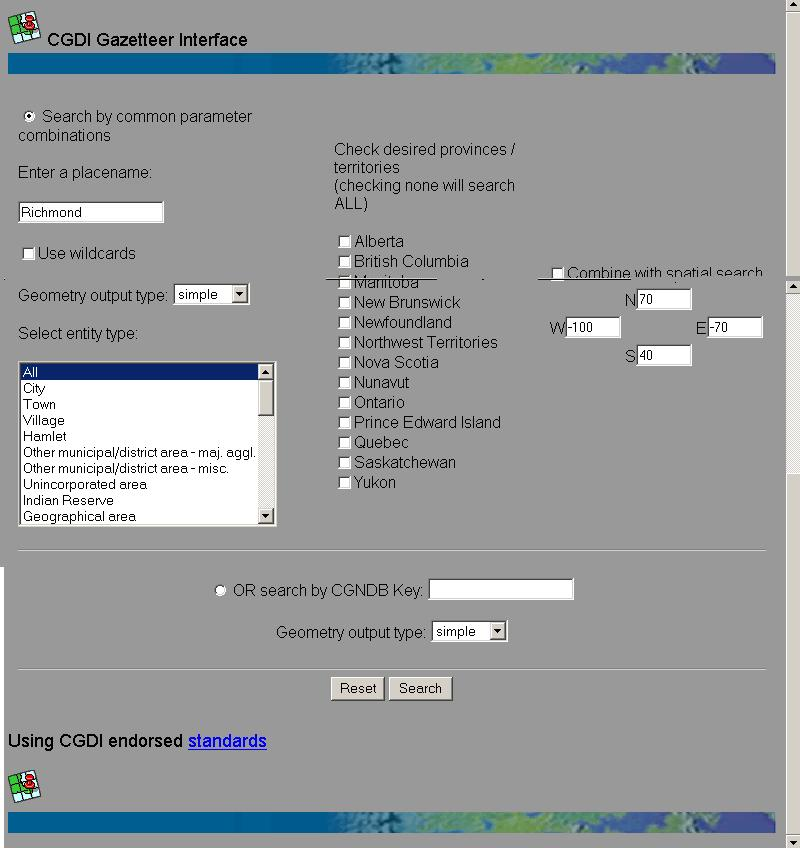 CGDI Gazetteer Interface
Search by common parameter
combinations
Enter a placename:
Richmond
Use wildcards
Geometry output type: simple
Select entity type:
All
City
Town
Village
Hamlet
Other municipal/district area - maj. aggl.
Other municipal/district area - misc.
Unincorporated area
Indian Reserve
Geographical area
Check desired provinces /
territories
(checking none will search
ALL)
Alberta
British Columbia
Manitoba
New Brunswick
Newfoundland
Northwest Territories
Nova Scotia
Nunavut
Ontario
Prince Edward Island
Quebec
Saskatchewan
Yukon
Combine with spatial search
N 70
W -100 E -70
S 40
OR search by CGNDB Key:
Geometry output type: simple
Reset Search
Using CGDI endorsed standards